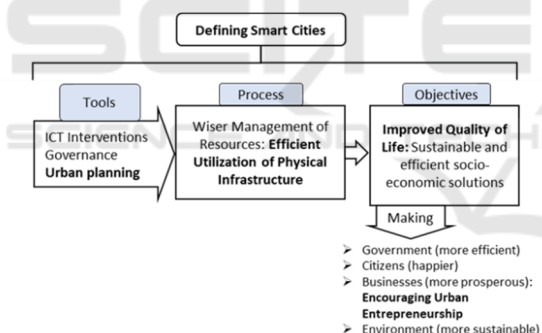 Defining Smart Cities
Tools
ICT Interventions
Governance
Urban planning
Process
Wiser Management of
Resources: Efficient
Utilization of Physical
Infrastructure
Objectives
Improved Quality of
Life: Sustainable and
efficient socio-
economic solutions
Making
➢ Government (more efficient)
➢ Citizens (happier)
➢ Businesses (more prosperous):
Encouraging Urban
Entrepreneurship
➢ Environment (more sustainable)